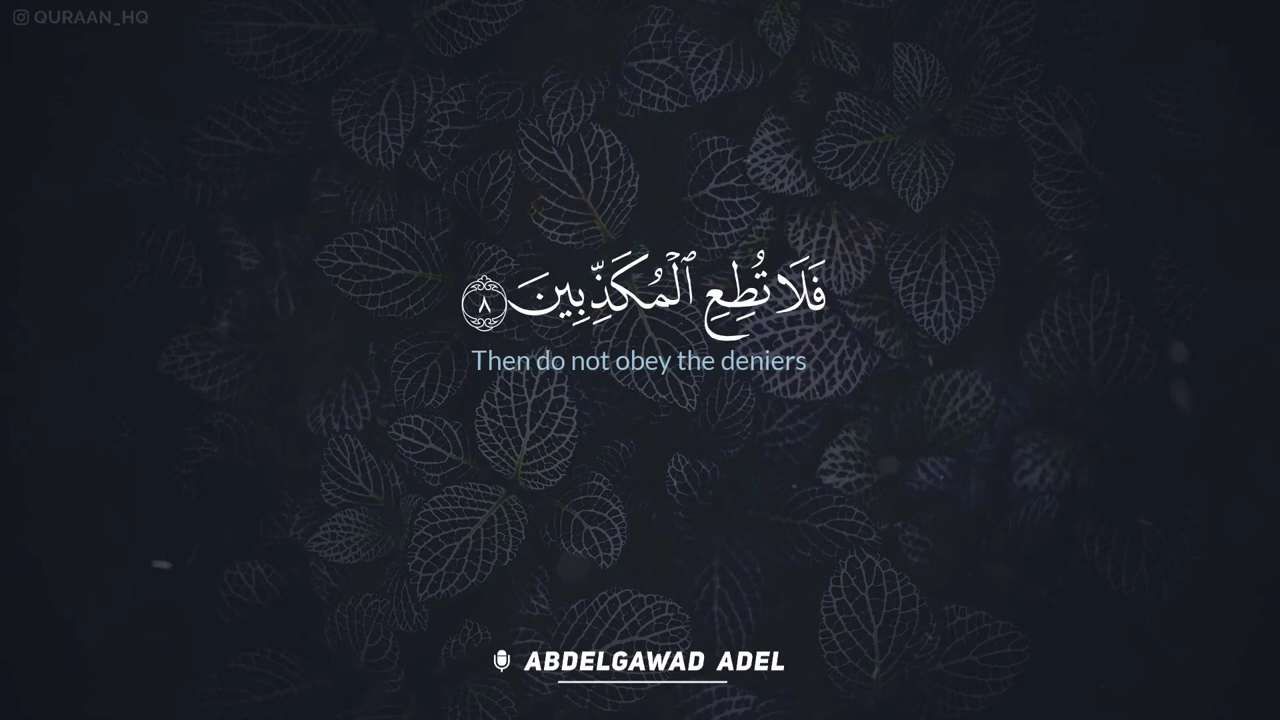 QURAAN_HQ
فَلَا تُطِعِ ٱلْمُكَذِّبِينَ ٨
Then do not obey the deniers
ABDELGAWAD ADEL